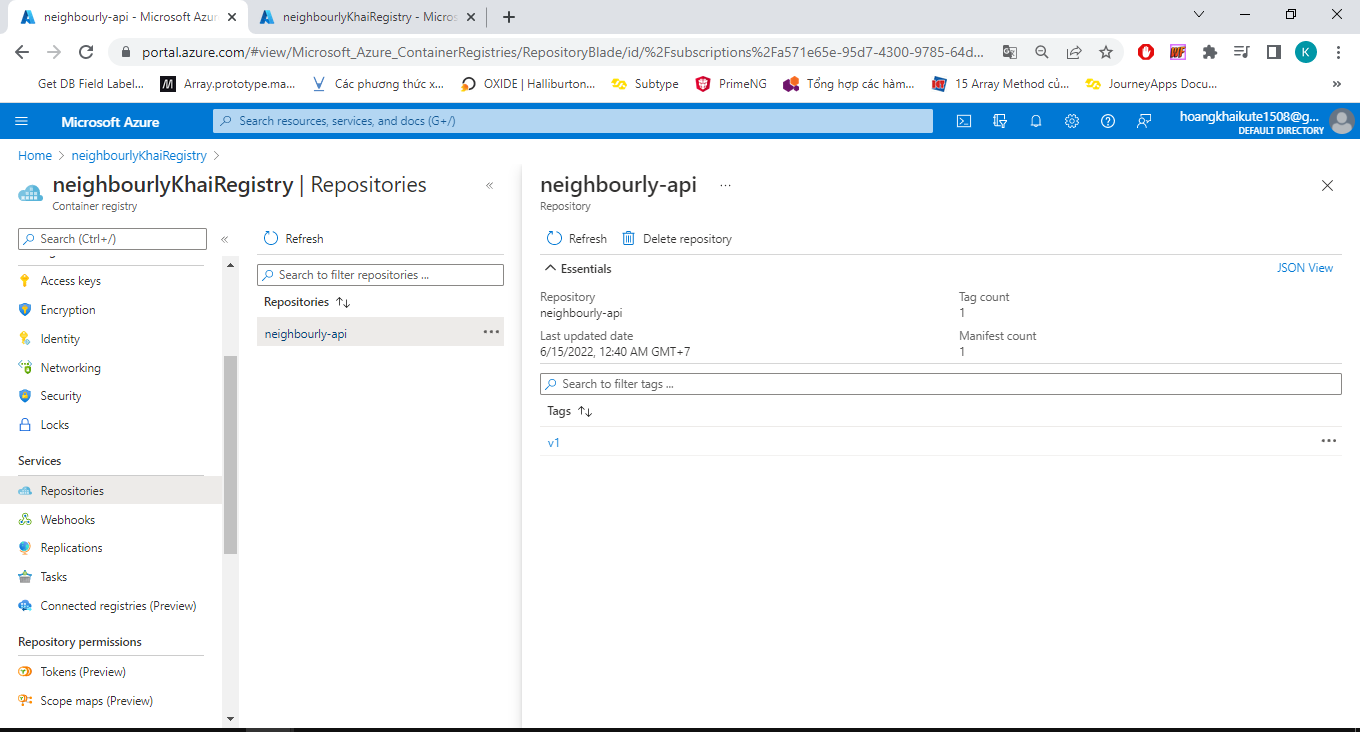 neighbourly-api - Microsoft Azur
neighbourlyKhaiRegistry - Micros
portal.azure.com/#view/Microsoft_Azure_ContainerRegistries/RepositoryBlade/id/%2Fsubscriptions%2Fa571e65e-95d7-4300-9785-64d...
K
Get DB Field Label...
M
Array.prototype.ma...
Các phương thức x...
OXIDE | Halliburton...
Subtype
PrimeNG
Tổng hợp các hàm...
15 Array Method củ...
JourneyApps Docu...
»
Microsoft Azure
Search resources, services, and docs (G+/)
hoangkhaikute1508@g...
DEFAULT DIRECTORY
Home > neighbourlyKhaiRegistry >
neighbourlyKhaiRegistry | Repositories
Container registry
Search (Ctrl+/)
Access keys
Encryption
Identity
Networking
Security
Locks
Services
Repositories
Webhooks
Replications
Tasks
Connected registries (Preview)
Repository permissions
Tokens (Preview)
Scope maps (Preview)
Refresh
Search to filter repositories ...
Repositories
neighbourly-api
neighbourly-api
Repository
Refresh
Delete repository
Essentials
JSON View
Repository
neighbourly-api
Tag count
1
Last updated date
6/15/2022, 12:40 AM GMT+7
Manifest count
1
Search to filter tags ...
Tags
v1